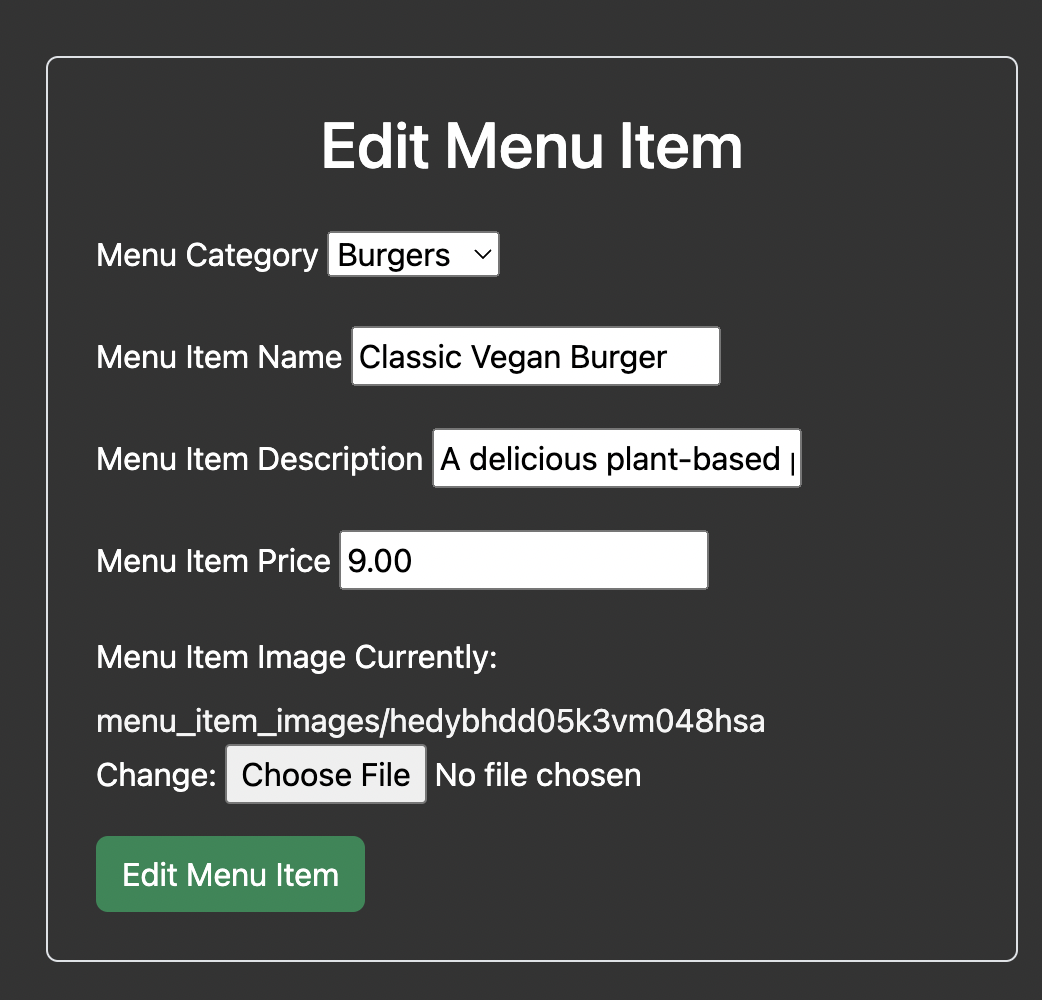 Edit Menu Item
Menu Category Burgers
Menu Item Name Classic Vegan Burger
Menu Item Description A delicious plant-based
Menu Item Price 9.00
Menu Item Image Currently:
menu_item_images/hedybhdd05k3vm048hsa
Change: Choose File No file chosen
Edit Menu Item